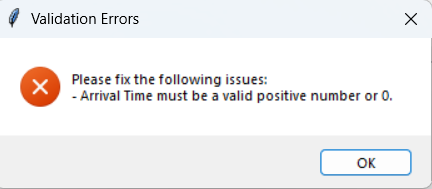 Validation Errors
Please fix the following issues:
- Arrival Time must be a valid positive number or 0.
OK